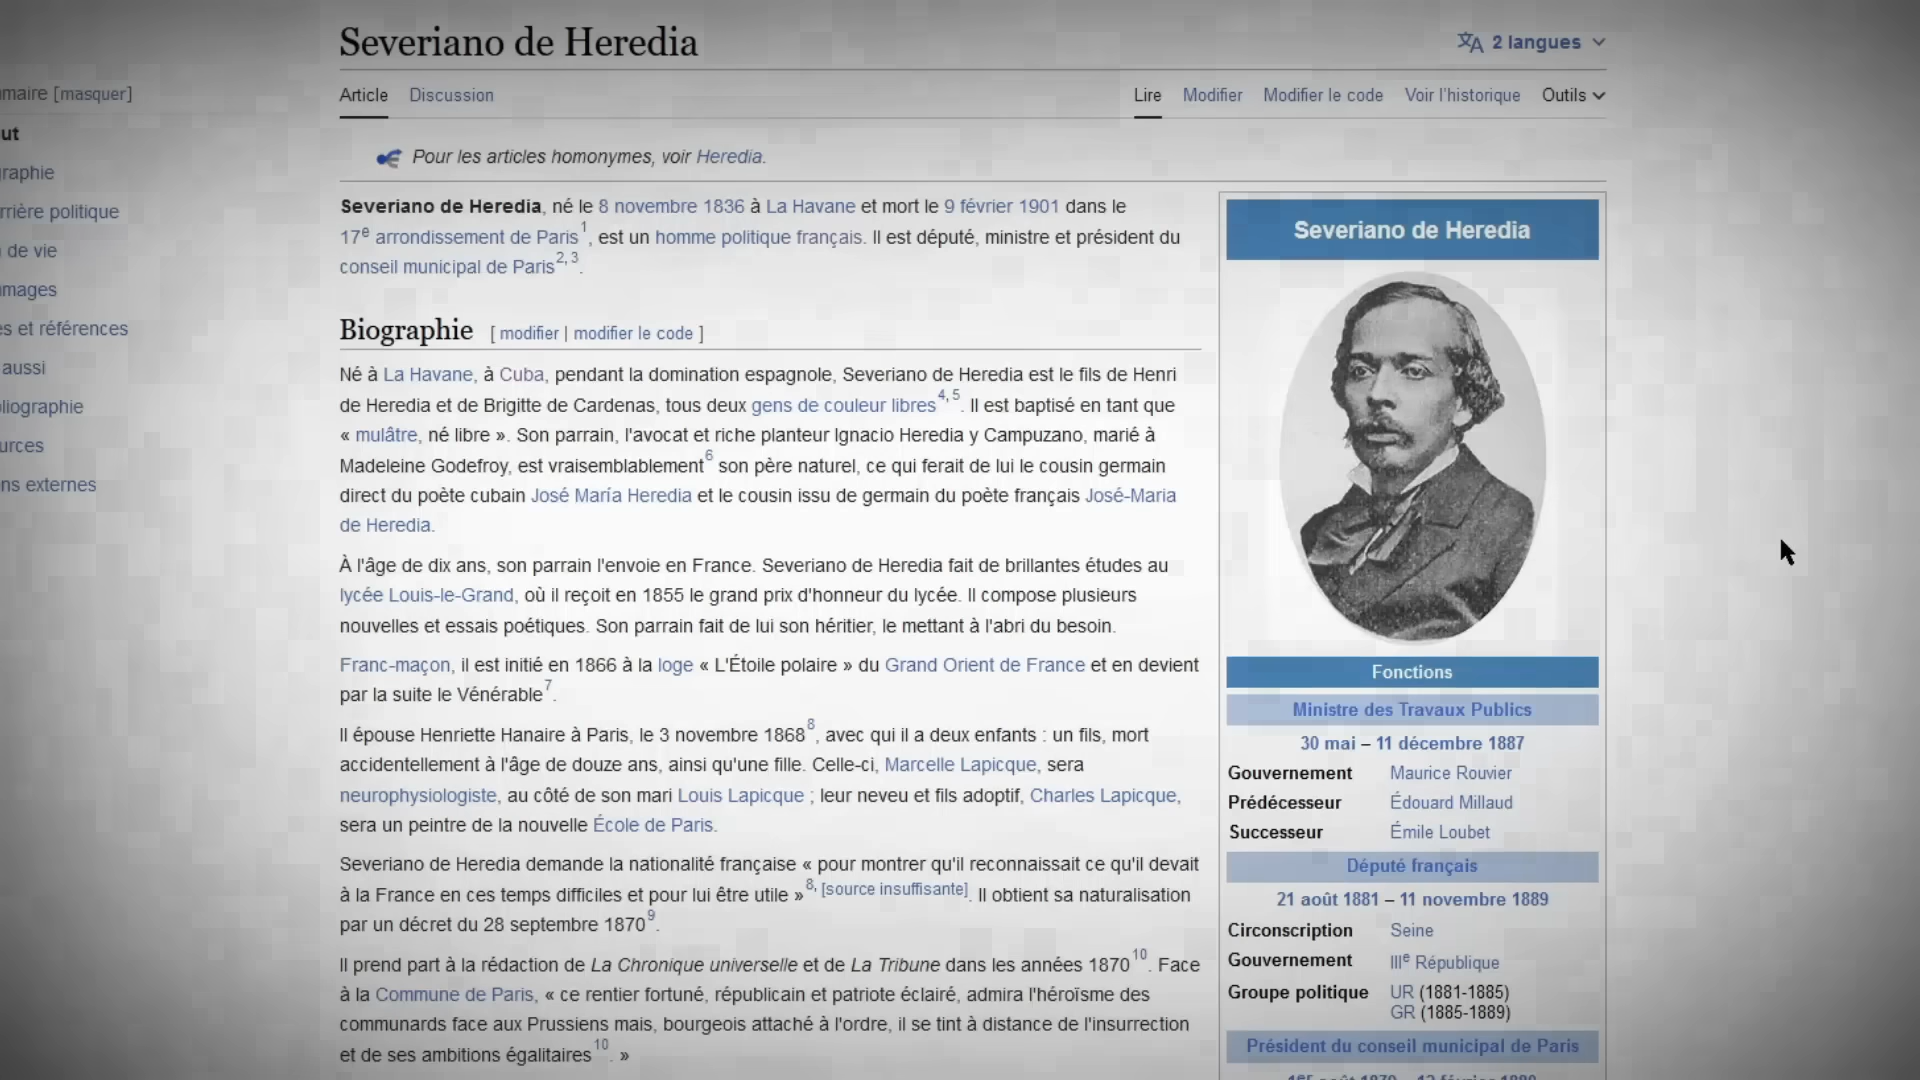 Severiano de Heredia
2 langues
Article Discussion Lire Modifier Modifier le code Voir l'historique Outils
[masquer]
Pour les articles homonymes, voir Heredia.
Severiano de Heredia, né le 8 novembre 1836 à La Havane et mort le 9 février 1901 dans le
17e arrondissement de Paris1, est un homme politique français. Il est député, ministre et président du
conseil municipal de Paris2, 3.
Biographie [ modifier | modifier le code ]
Né à La Havane, à Cuba, pendant la domination espagnole, Severiano de Heredia est le fils de Henri
de Heredia et de Brigitte de Cardenas, tous deux gens de couleur libres4, 5. Il est baptisé en tant que
« mulâtre, né libre ». Son parrain, l'avocat et riche planteur Ignacio Heredia y Campuzano, marié à
Madeleine Godefroy, est vraisemblablement6 son père naturel, ce qui ferait de lui le cousin germain
direct du poète cubain José María Heredia et le cousin issu de germain du poète français José-Maria
de Heredia.
À l'âge de dix ans, son parrain l'envoie en France. Severiano de Heredia fait de brillantes études au
lycée Louis-le-Grand, où il reçoit en 1855 le grand prix d'honneur du lycée. Il compose plusieurs
nouvelles et essais poétiques. Son parrain fait de lui son héritier, le mettant à l'abri du besoin.
Franc-maçon, il est initié en 1866 à la loge « L'Étoile polaire » du Grand Orient de France et en devient
par la suite le Vénérable7.
Il épouse Henriette Hanaire à Paris, le 3 novembre 18688, avec qui il a deux enfants : un fils, mort
accidentellement à l'âge de douze ans, ainsi qu'une fille. Celle-ci, Marcelle Lapicque, sera
neurophysiologiste, au côté de son mari Louis Lapicque ; leur neveu et fils adoptif, Charles Lapicque,
sera un peintre de la nouvelle École de Paris.
Severiano de Heredia demande la nationalité française « pour montrer qu'il reconnaissait ce qu'il devait
à la France en ces temps difficiles et pour lui être utile »8, [source insuffisante]. Il obtient sa naturalisation
par un décret du 28 septembre 18709.
Il prend part à la rédaction de La Chronique universelle et de La Tribune dans les années 187010. Face
à la Commune de Paris, « ce rentier fortuné, républicain et patriote éclairé, admira l'héroïsme des
communards face aux Prussiens mais, bourgeois attaché à l'ordre, il se tint à distance de l'insurrection
et de ses ambitions égalitaires10. »
Severiano de Heredia
Fonctions
Ministre des Travaux Publics
30 mai – 11 décembre 1887
Gouvernement Maurice Rouvier
Prédécesseur Édouard Millaud
Successeur Émile Loubet
Député français
21 août 1881 – 11 novembre 1889
Circonscription Seine
Gouvernement IIIe République
Groupe politique UR (1881-1885)
GR (1885-1889)
Président du conseil municipal de Paris
maire
ut
graphie
rrière politique
de vie
mages
es et références
aussi
liographie
urces
ns externes